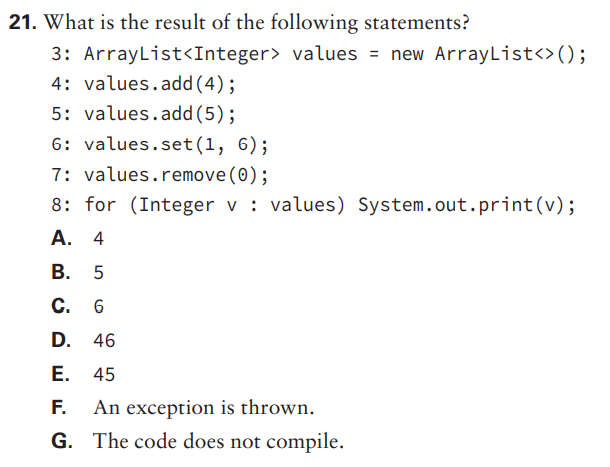 21. What is the result of the following statements?
3: ArrayList<Integer> values = new ArrayList<>();
4: values.add(4);
5: values.add(5);
6: values.set(1, 6);
7: values.remove(0);
8: for (Integer v : values) System.out.print(v);
A. 4
B. 5
C. 6
D. 46
E. 45
F. An exception is thrown.
G. The code does not compile.